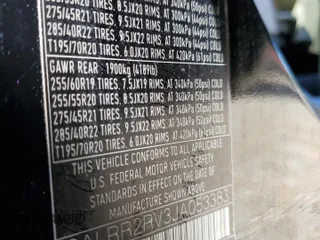 275/45R21 TIRES. 9.5JX21 RIMS. AT 300kPa (44psi) COLD
285/40R22 TIRES. 9.5JX22 RIMS. AT 300kPa (44psi) COLD
T195/70R20 TIRES. 6.0JX20 RIMS. AT 420kPa (61psi) COLD
GAWR REAR : 1900kg (4189lb)
255/60R19 TIRES. 7.5JX19 RIMS. AT 340kPa (50psi) COLD
255/55R20 TIRES. 8.5JX20 RIMS. AT 340kPa (50psi) COLD
275/45R21 TIRES. 9.5JX21 RIMS. AT 340kPa (50psi) COLD
285/40R22 TIRES. 9.5JX22 RIMS. AT 340kPa (50psi) COLD
T195/70R20 TIRES. 6.0JX20 RIMS. AT 420kPa (61psi) COLD
THIS VEHICLE CONFORMS TO ALL APPLICABLE
U.S FEDERAL MOTOR VEHICLE SAFETY
STANDARDS IN EFFECT ON THE DATE OF
MANUFACTURE SHOWN ABOVE
SALRR2RV3JA053383